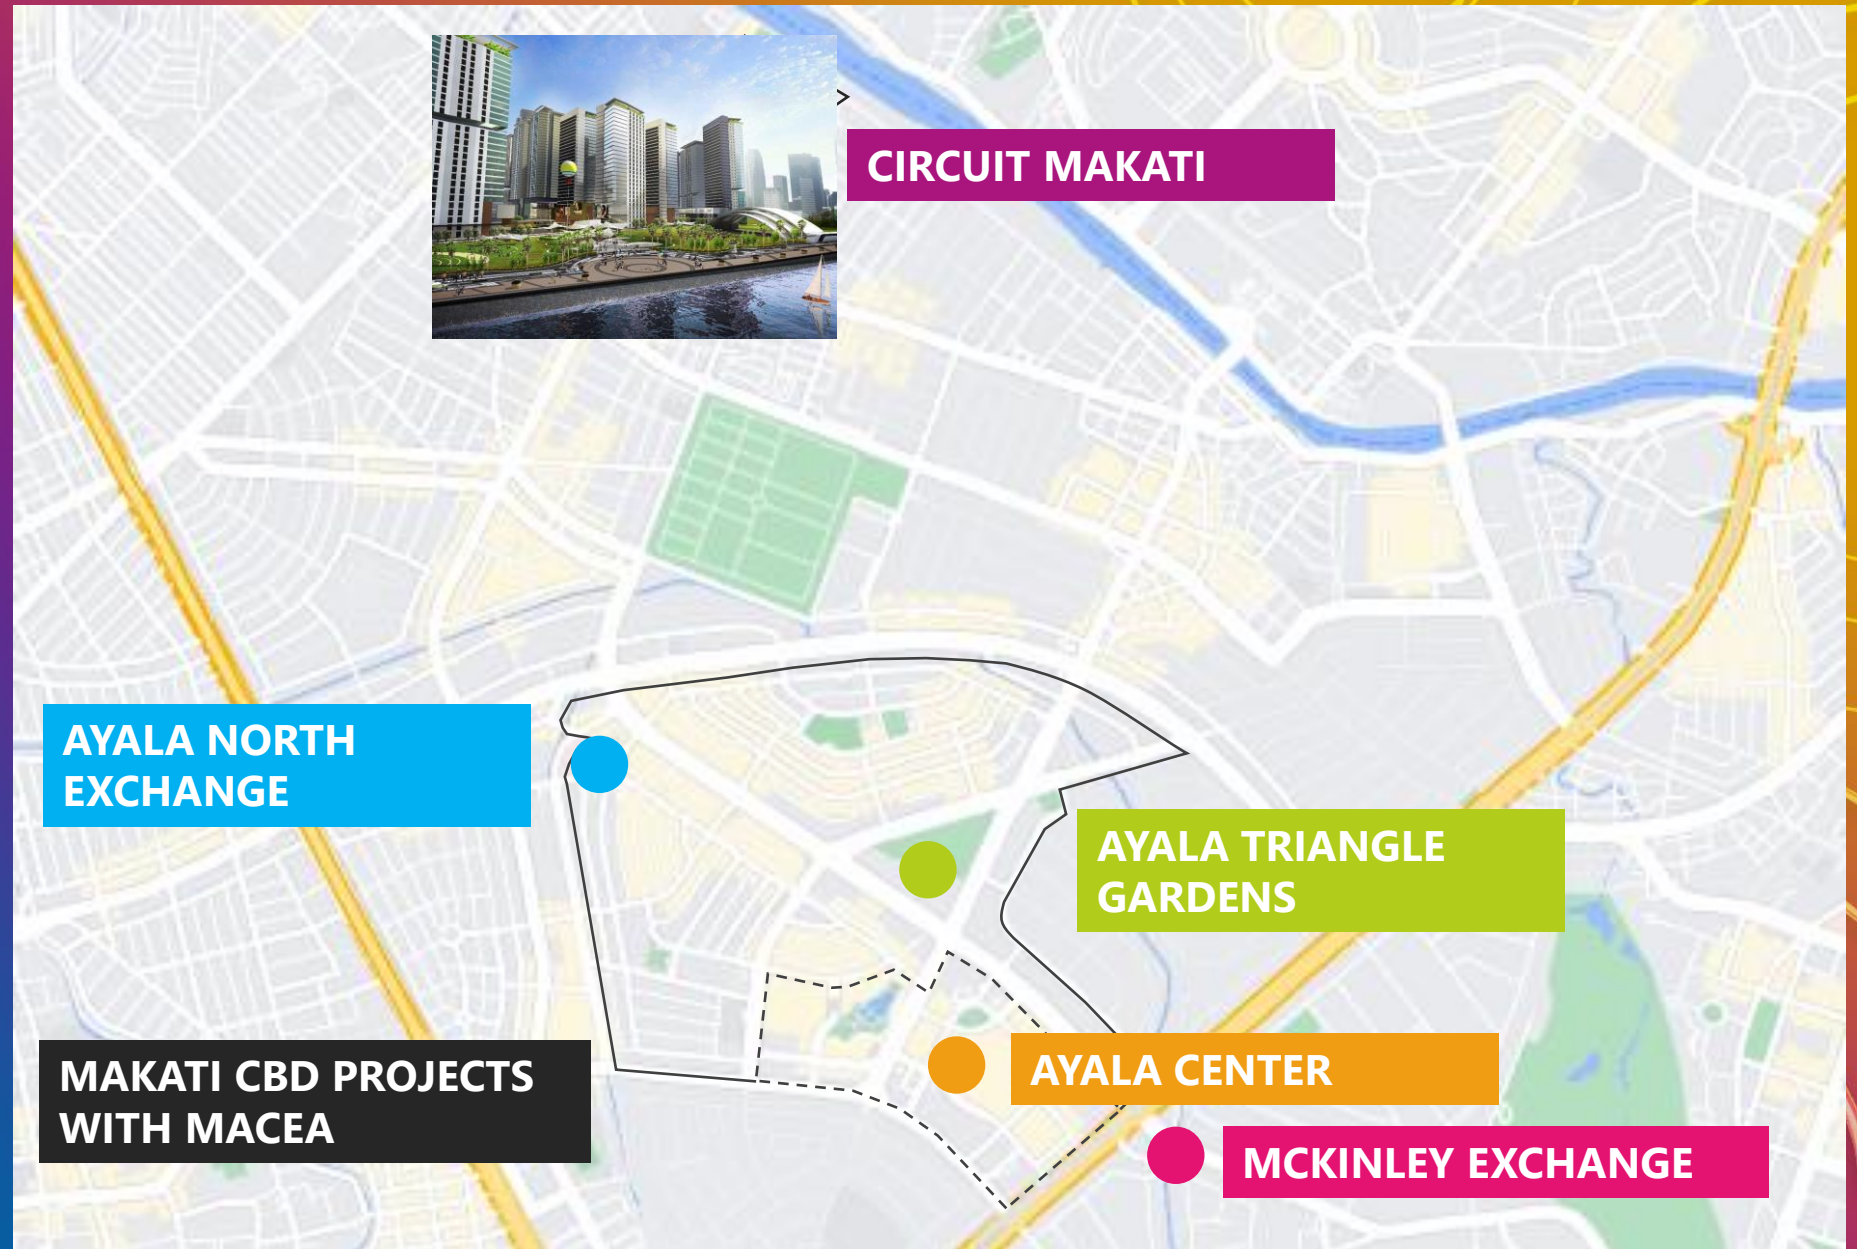 CIRCUIT MAKATI
AYALA NORTH
EXCHANGE
AYALA TRIANGLE
GARDENS
MAKATI CBD PROJECTS
WITH MACEA
AYALA CENTER
MCKINLEY EXCHANGE